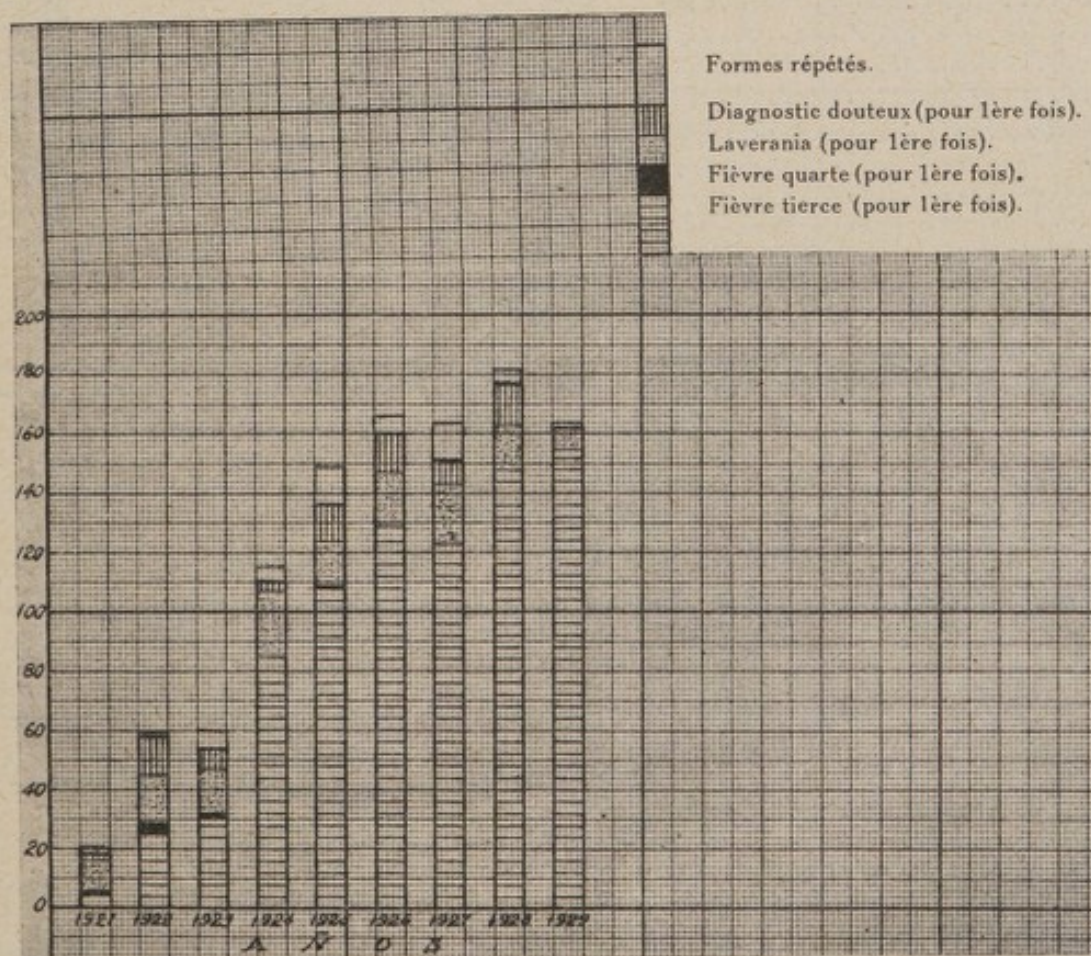 Formes répétés.
Diagnostic douteux (pour 1ère fois).
Laverania (pour 1ère fois).
Fièvre quarte (pour 1ère fois).
Fièvre tierce (pour 1ère fois).
200
180
160
140
120
100
80
60
40
20
0
1921 1922 1923 1924 1925 1926 1927 1928 1929
A Ñ O S